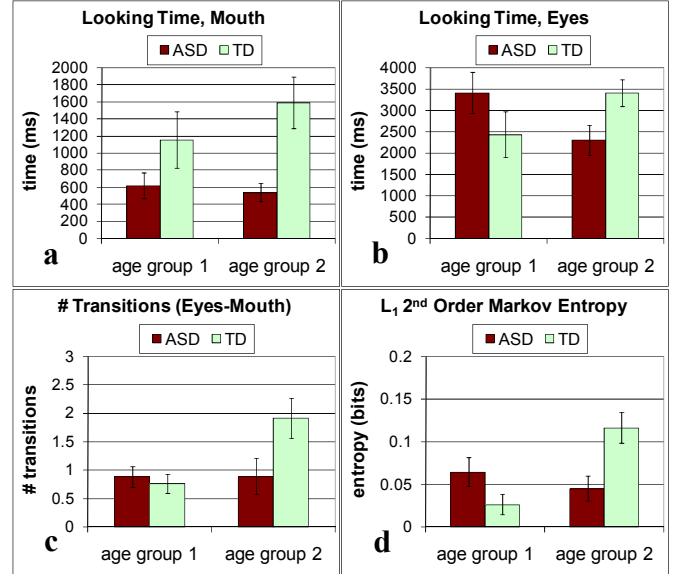 Looking Time, Mouth
ASD TD
2000
1800
1600
1400
1200
1000
800
600
400
200
0
time (ms)
a
age group 1 age group 2
Looking Time, Eyes
ASD TD
4000
3500
3000
2500
2000
1500
1000
500
0
time (ms)
b
age group 1 age group 2
# Transitions (Eyes-Mouth)
ASD TD
3
2.5
2
1.5
1
0.5
0
# transitions
c
age group 1 age group 2
L₁ 2ⁿᵈ Order Markov Entropy
ASD TD
0.2
0.15
0.1
0.05
0
entropy (bits)
d
age group 1 age group 2